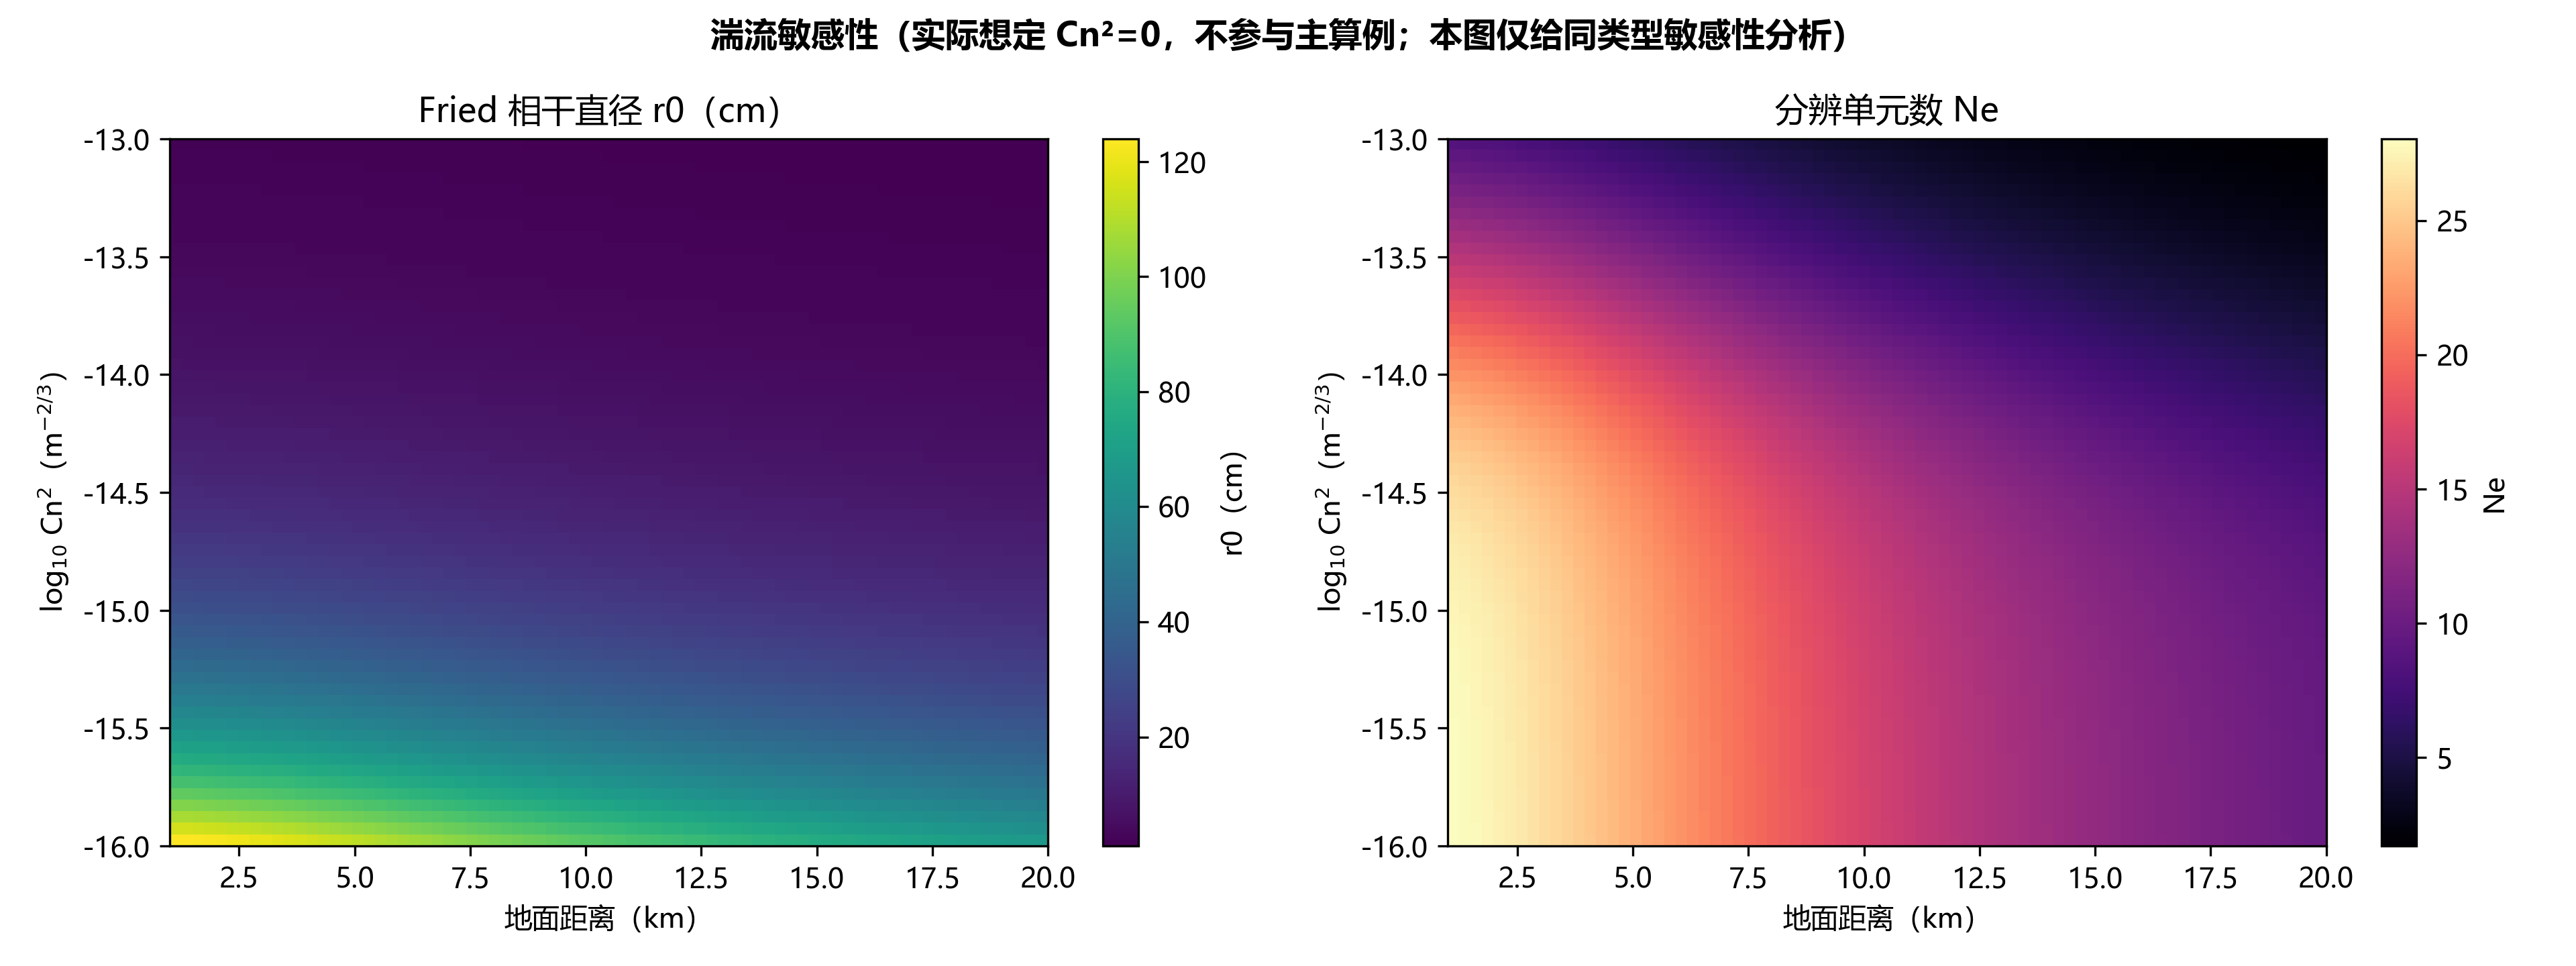 湍流敏感性（实际想定 Cn²=0，不参与主算例；本图仅给同类型敏感性分析）
Fried 相干直径 r0（cm）
-13.0
-13.5
-14.0
-14.5
-15.0
-15.5
-16.0
log₁₀ Cn²（m⁻²ᐟ³）
2.5 5.0 7.5 10.0 12.5 15.0 17.5 20.0
地面距离（km）
120
100
80
60
40
20
r0（cm）
分辨单元数 Ne
-13.0
-13.5
-14.0
-14.5
-15.0
-15.5
-16.0
log₁₀ Cn²（m⁻²ᐟ³）
2.5 5.0 7.5 10.0 12.5 15.0 17.5 20.0
地面距离（km）
25
20
15
10
5
Ne